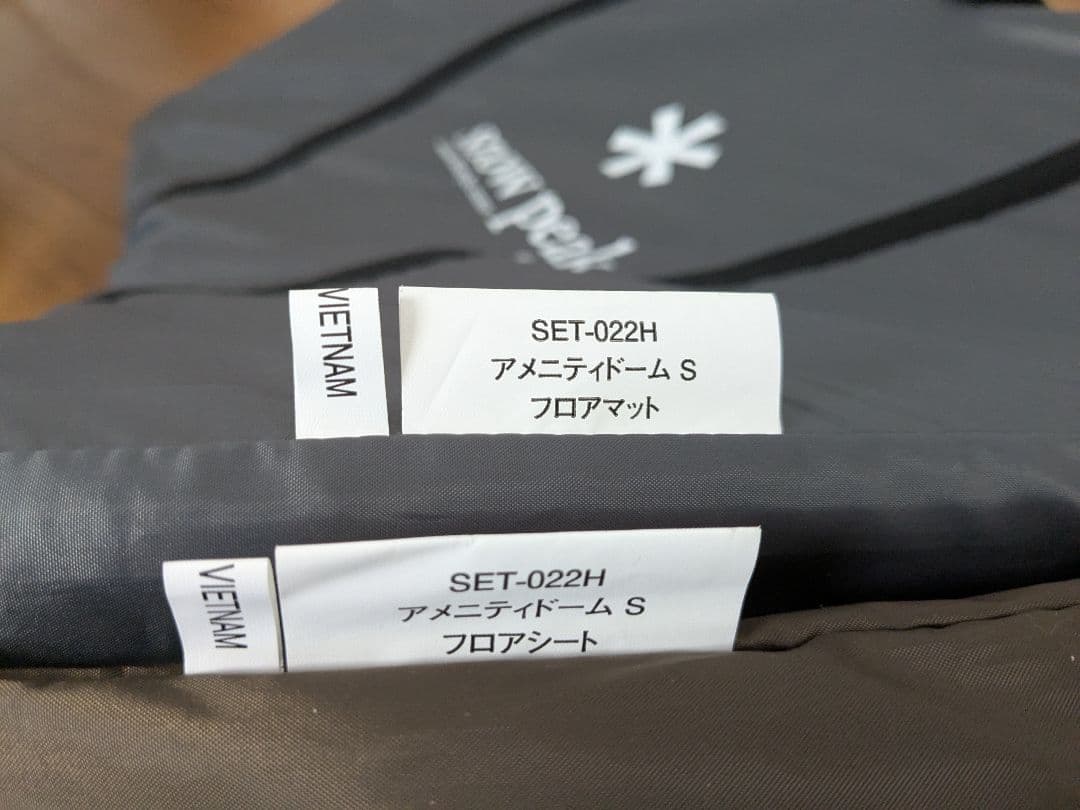 snow peak
VIETNAM
SET-022H
アメニティドーム S
フロアマット
VIETNAM
SET-022H
アメニティドーム S
フロアシート